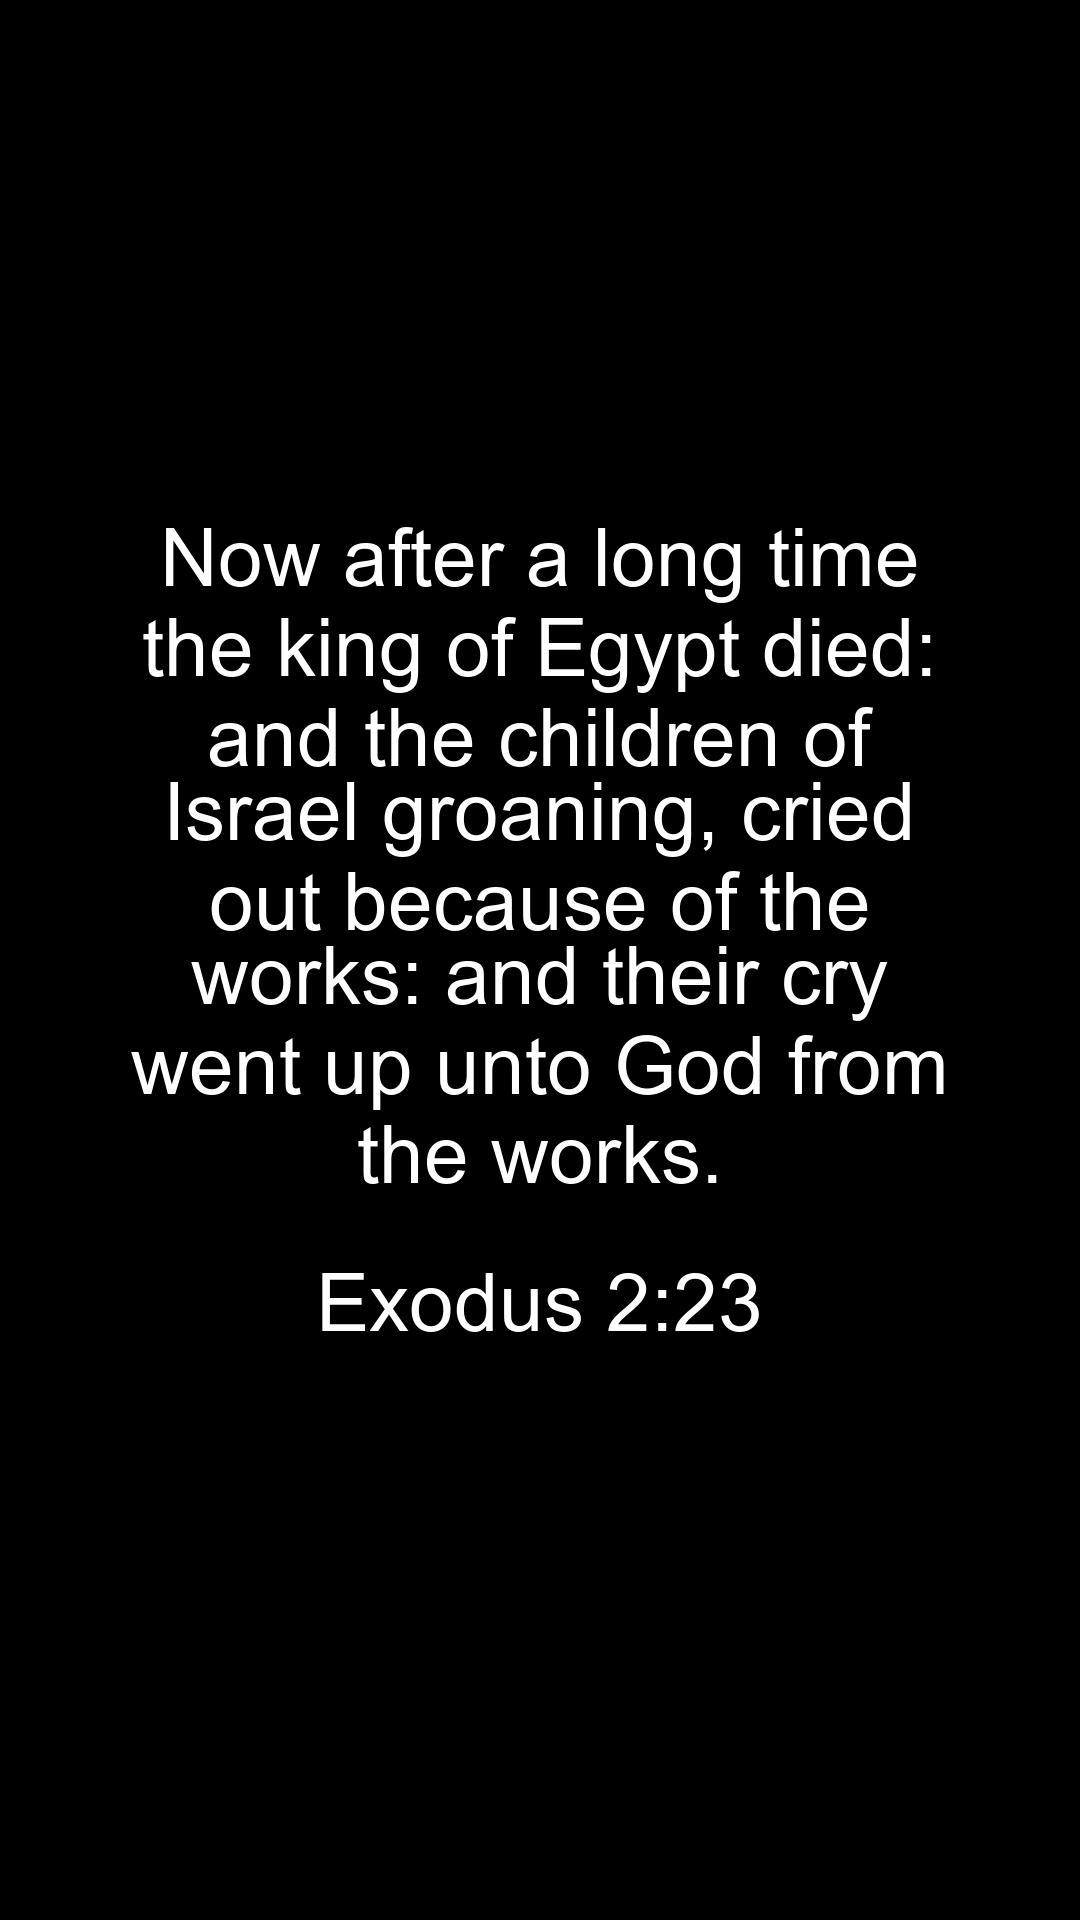 Now after a long time
the king of Egypt died:
and the children of
Israel groaning, cried
out because of the
works: and their cry
went up unto God from
the works.
Exodus 2:23